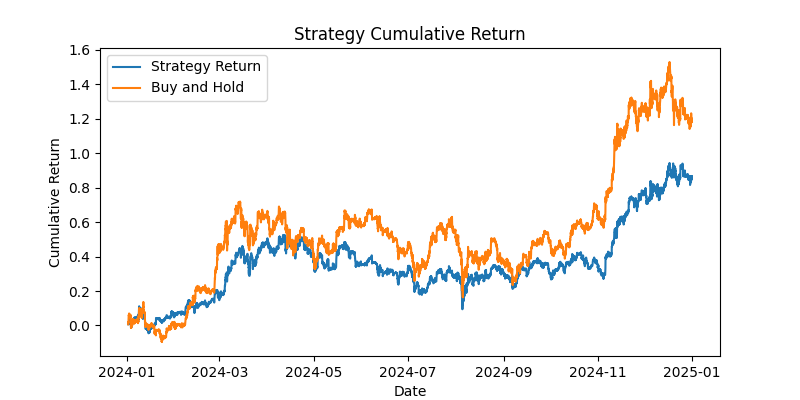 Strategy Cumulative Return
Strategy Return
Buy and Hold
Cumulative Return
1.6
1.4
1.2
1.0
0.8
0.6
0.4
0.2
0.0
2024-01 2024-03 2024-05 2024-07 2024-09 2024-11 2025-01
Date